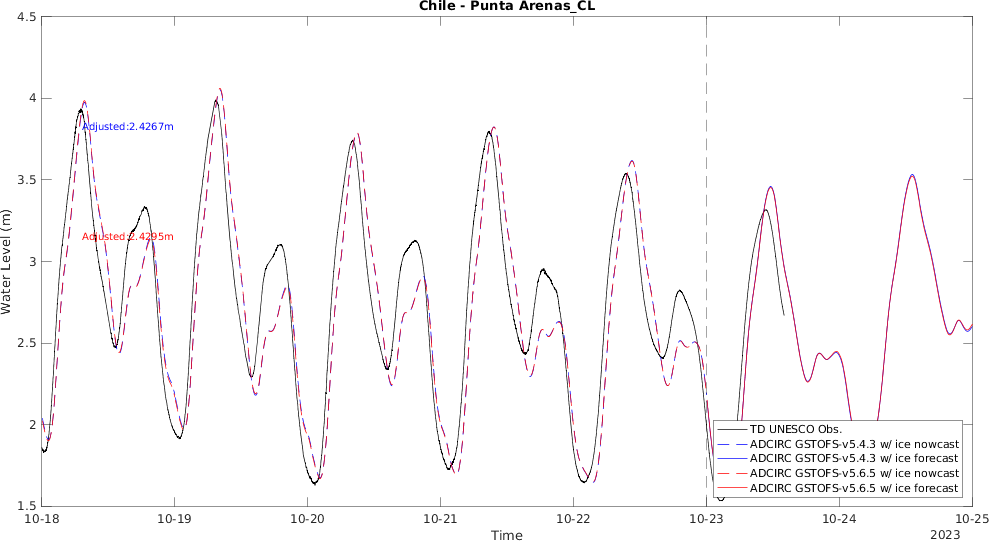 Chile - Punta Arenas_CL
4.5
4
3.5
3
2.5
2
1.5
Water Level (m)
Adjusted:2.4267m
Adjusted:2.4295m
TD UNESCO Obs.
ADCIRC GSTOFS-v5.4.3 w/ ice nowcast
ADCIRC GSTOFS-v5.4.3 w/ ice forecast
ADCIRC GSTOFS-v5.6.5 w/ ice nowcast
ADCIRC GSTOFS-v5.6.5 w/ ice forecast
10-18 10-19 10-20 10-21 10-22 10-23 10-24 10-25
Time
2023